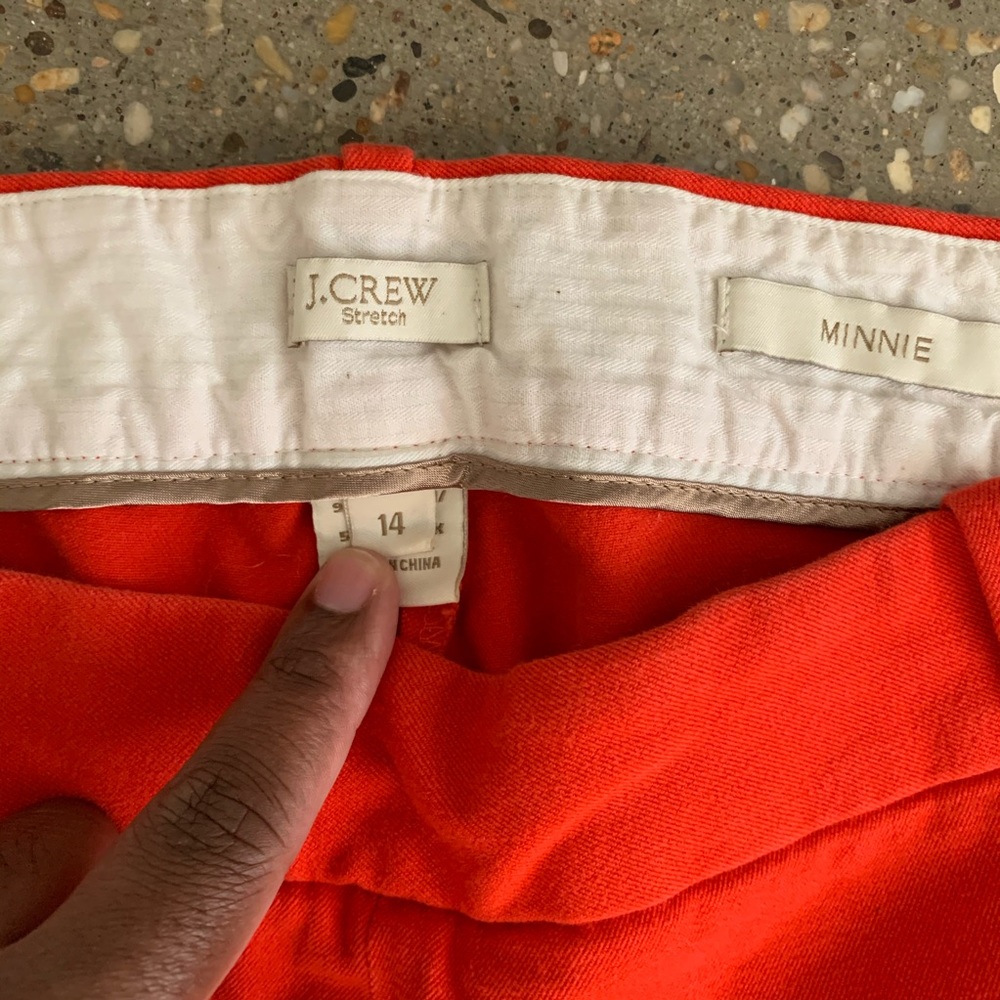 J.CREW
Stretch
MINNIE
14
CHINA